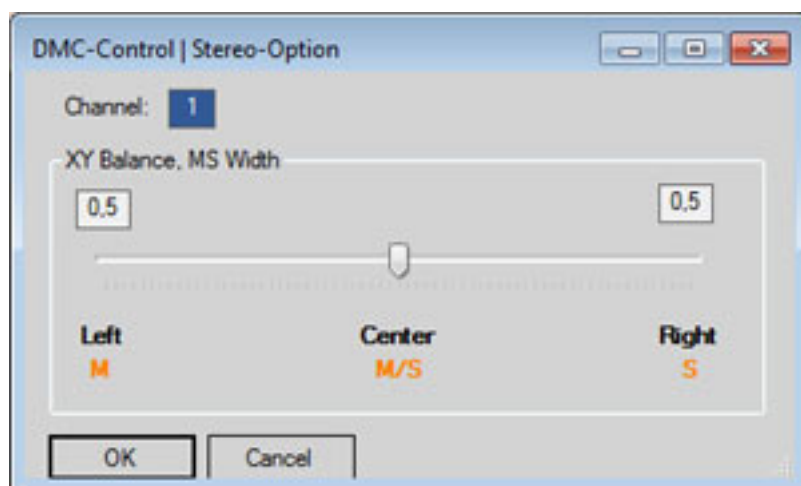 DMC-Control | Stereo-Option
Channel: 1
XY Balance, MS Width
0,5 0,5
Left Center Right
M M/S S
OK Cancel